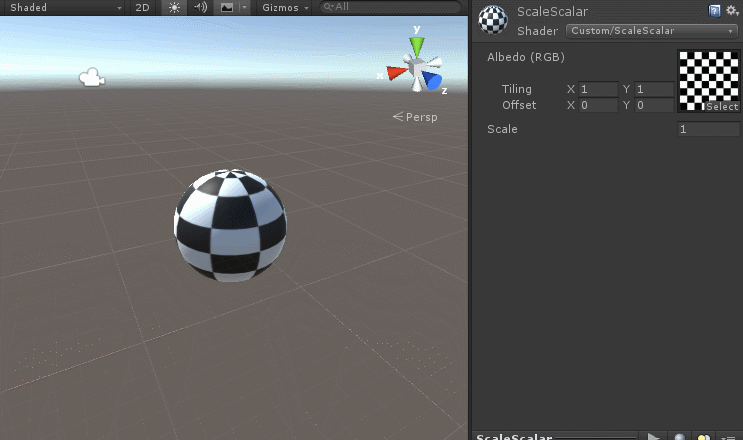 Shaded 2D Gizmos All
y
x
z
Persp
ScaleScalar
Shader Custom/ScaleScalar
Albedo (RGB)
Tiling X 1 Y 1
Offset X 0 Y 0
Select
Scale 1
ScaleScalar